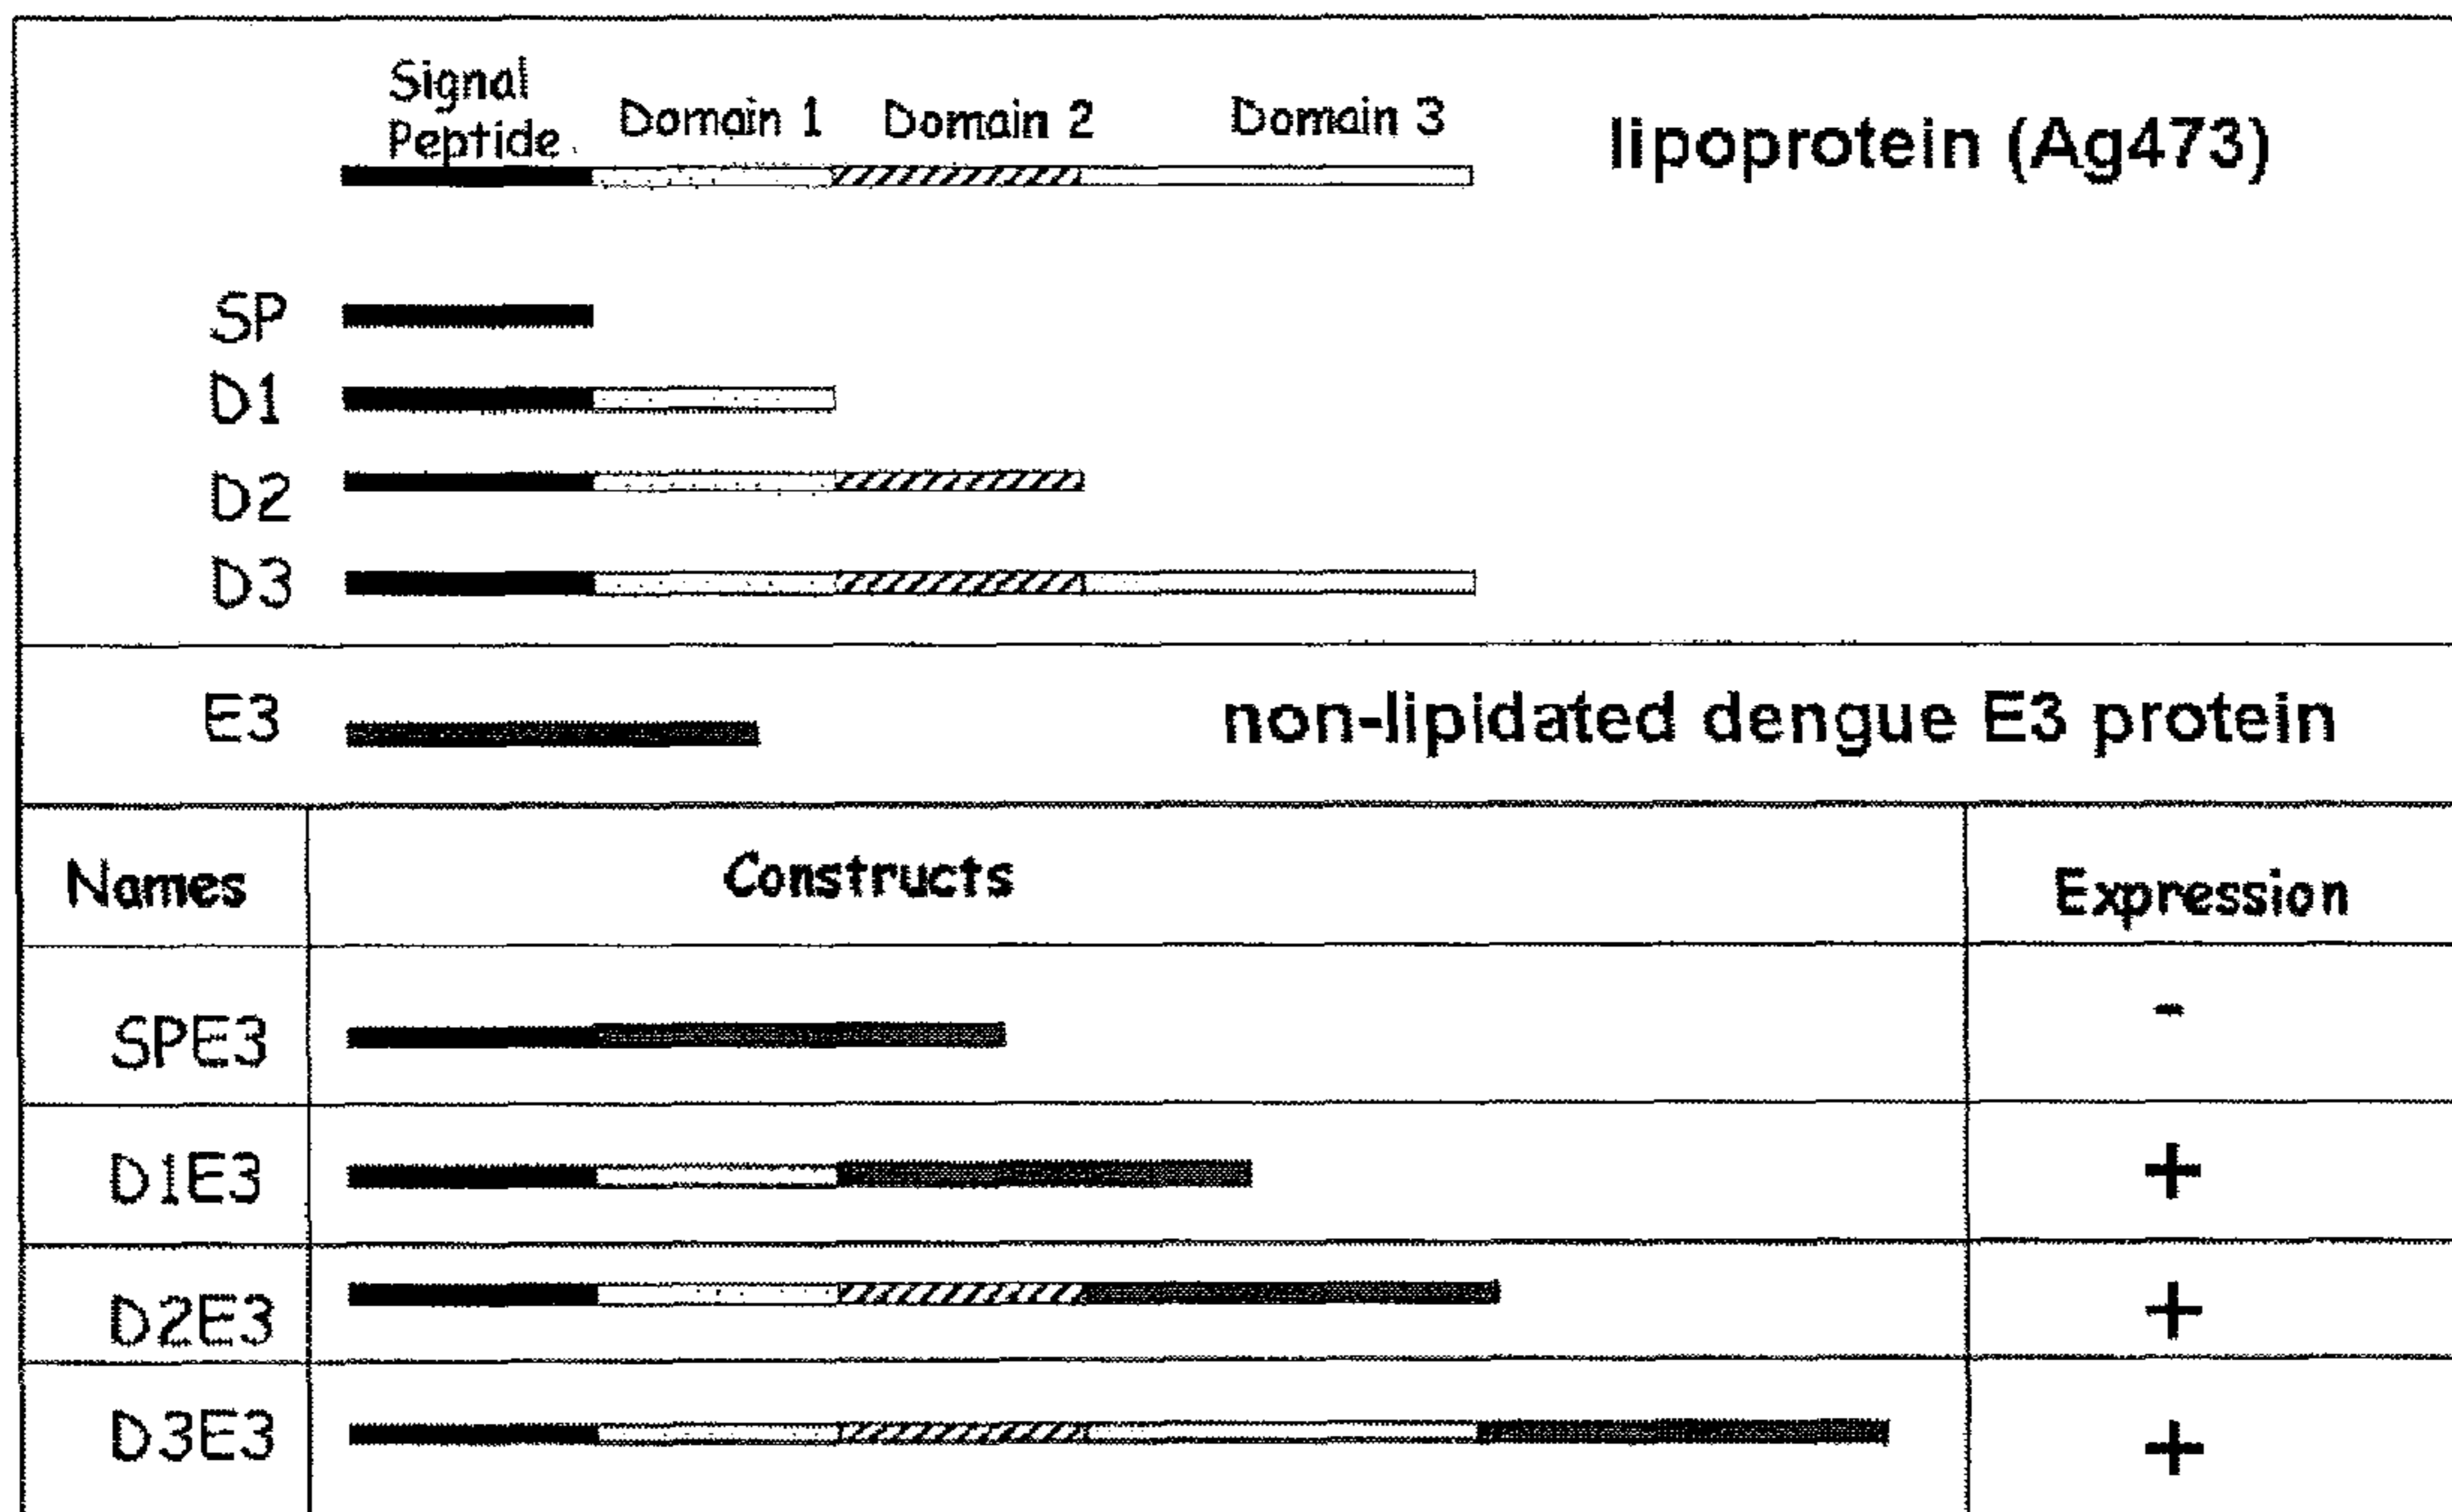 Signal
Peptide
Domain 1
Domain 2
Domain 3
lipoprotein (Ag473)
SP
D1
D2
D3
E3
non-lipidated dengue E3 protein
Names
Constructs
Expression
SPE3
-
D1E3
+
D2E3
+
D3E3
+